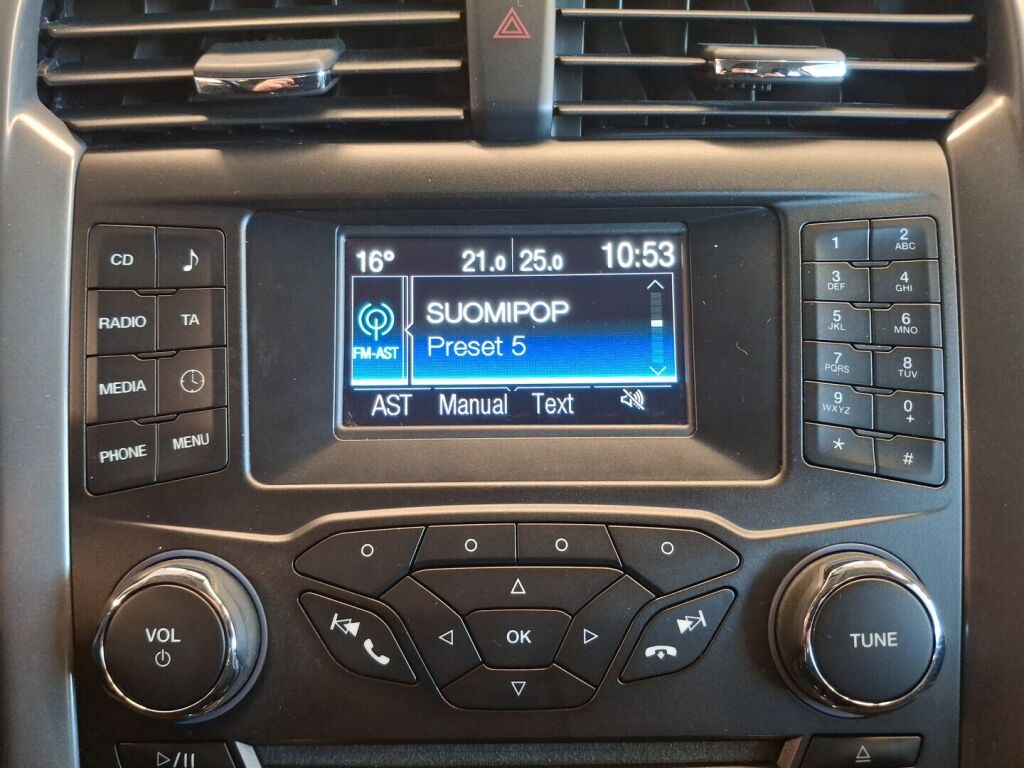 16° 21.0 25.0 10:53
SUOMIPOP
FM-AST
Preset 5
AST Manual Text
CD
RADIO TA
MEDIA
PHONE MENU
1 2 ABC
3 DEF 4 GHI
5 JKL 6 MNO
7 PQRS 8 TUV
9 WXYZ 0 +
* #
VOL
OK
TUNE